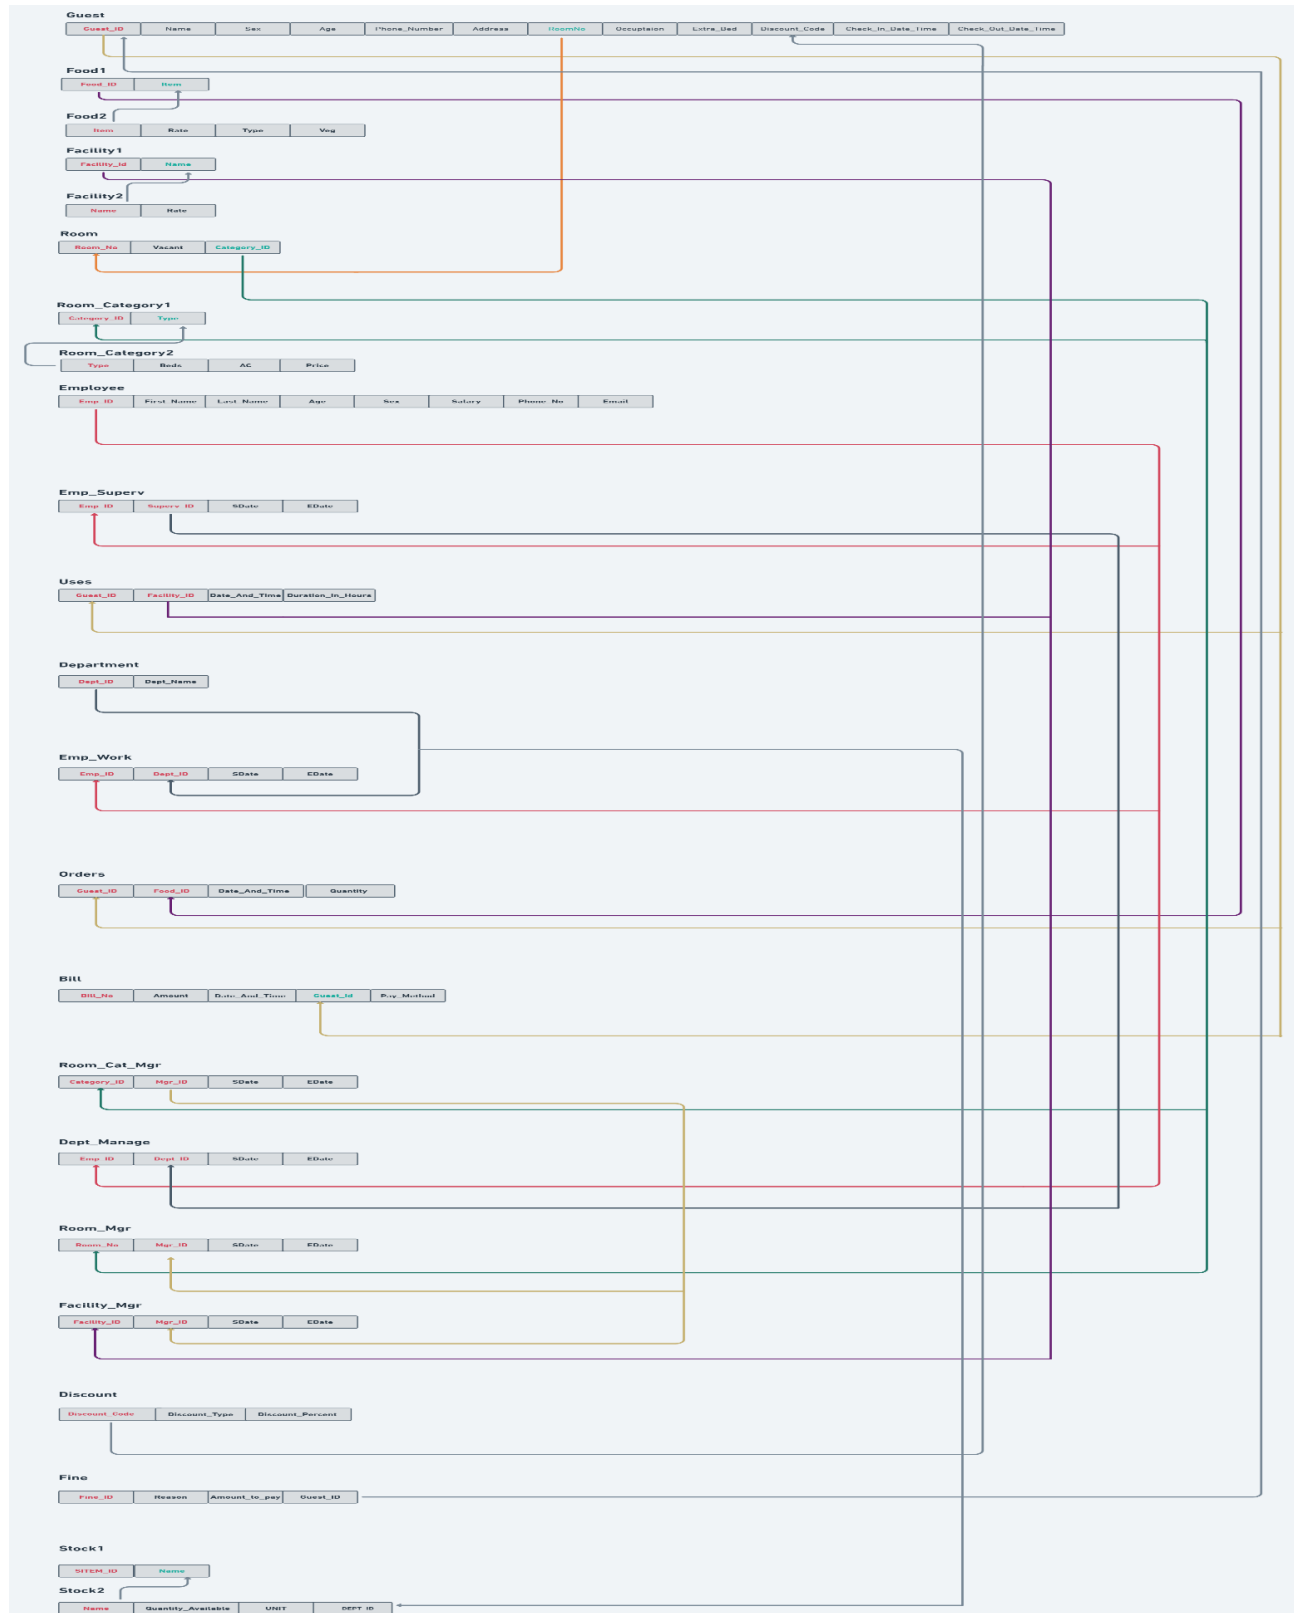 Guest
Guest_ID Name Sex Age Phone_Number Address RoomNo Occuptaion Extra_Bed Discount_Code Check_In_Date_Time Check_Out_Date_Time
Food1
Food_ID Item
Food2
Item Rate Type Veg
Facility1
Facility_Id Name
Facility2
Name Rate
Room
Room_No Vacant Category_ID
Room_Category1
Category_ID Type
Room_Category2
Type Beds AC Price
Employee
Emp_ID First_Name Last_Name Age Sex Salary Phone_No Email
Emp_Superv
Emp_ID Superv_ID SDate EDate
Uses
Guest_ID Facility_ID Date_And_Time Duration_In_Hours
Department
Dept_ID Dept_Name
Emp_Work
Emp_ID Dept_ID SDate EDate
Orders
Guest_ID Food_ID Date_And_Time Quantity
Bill
Bill_No Amount Date_And_Time Guest_Id Pay_Method
Room_Cat_Mgr
Category_ID Mgr_ID SDate EDate
Dept_Manage
Emp_ID Dept_ID SDate EDate
Room_Mgr
Room_No Mgr_ID SDate EDate
Facility_Mgr
Facility_ID Mgr_ID SDate EDate
Discount
Discount_Code Discount_Type Discount_Percent
Fine
Fine_ID Reason Amount_to_pay Guest_ID
Stock1
SITEM_ID Name
Stock2
Name Quantity_Available UNIT DEPT_ID